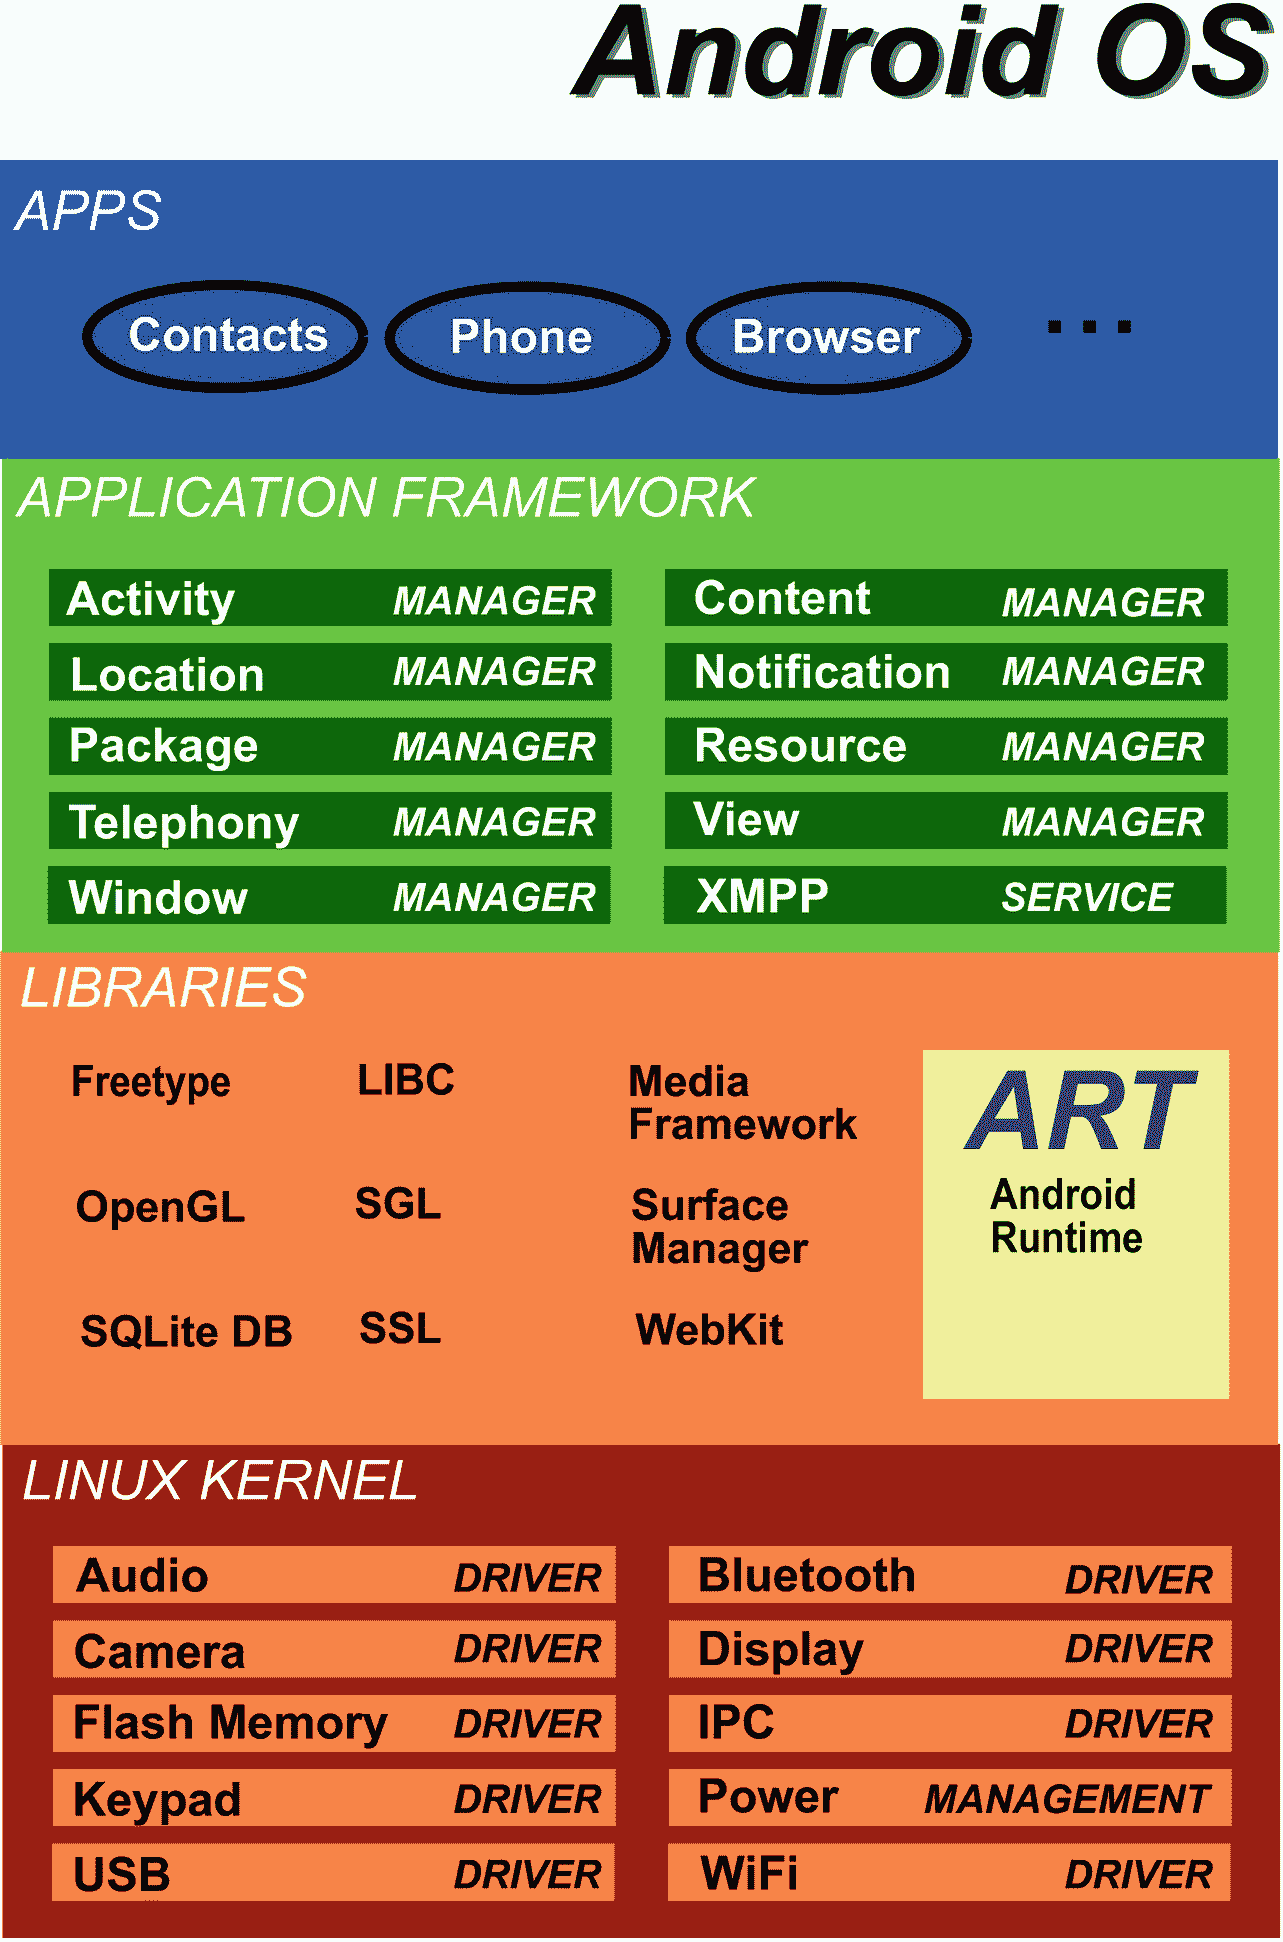 Android OS
APPS
Contacts Phone Browser ...
APPLICATION FRAMEWORK
Activity MANAGER Content MANAGER
Location MANAGER Notification MANAGER
Package MANAGER Resource MANAGER
Telephony MANAGER View MANAGER
Window MANAGER XMPP SERVICE
LIBRARIES
Freetype LIBC Media
Framework
OpenGL SGL Surface
Manager
SQLite DB SSL WebKit
ART
Android
Runtime
LINUX KERNEL
Audio DRIVER Bluetooth DRIVER
Camera DRIVER Display DRIVER
Flash Memory DRIVER IPC DRIVER
Keypad DRIVER Power MANAGEMENT
USB DRIVER WiFi DRIVER